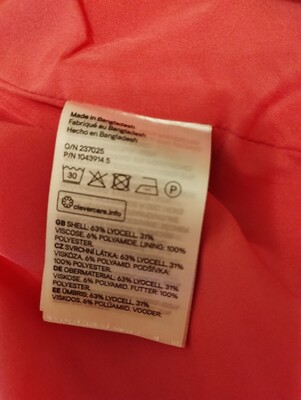 Made in Bangladesh
Fabriqué au Bangladesh
Hecho en Bangladesh
O/N 237025
P/N 1043914 5
30 P
clevercare.info
GB SHELL: 63% LYOCELL, 31%
VISCOSE, 6% POLYAMIDE. LINING: 100%
POLYESTER.
CZ SVRCHNÍ LÁTKA: 63% LYOCELL, 31%
VISKÓZA, 6% POLYAMID. PODŠÍVKA:
100% POLYESTER.
DE OBERMATERIAL: 63% LYOCELL, 31%
VISKOSE, 6% POLYAMID. FUTTER: 100%
POLYESTER.
EE ÜMBRIS: 63% LYOCELL, 31%
VISKOOS, 6% POLÜAMIID. VOODER: